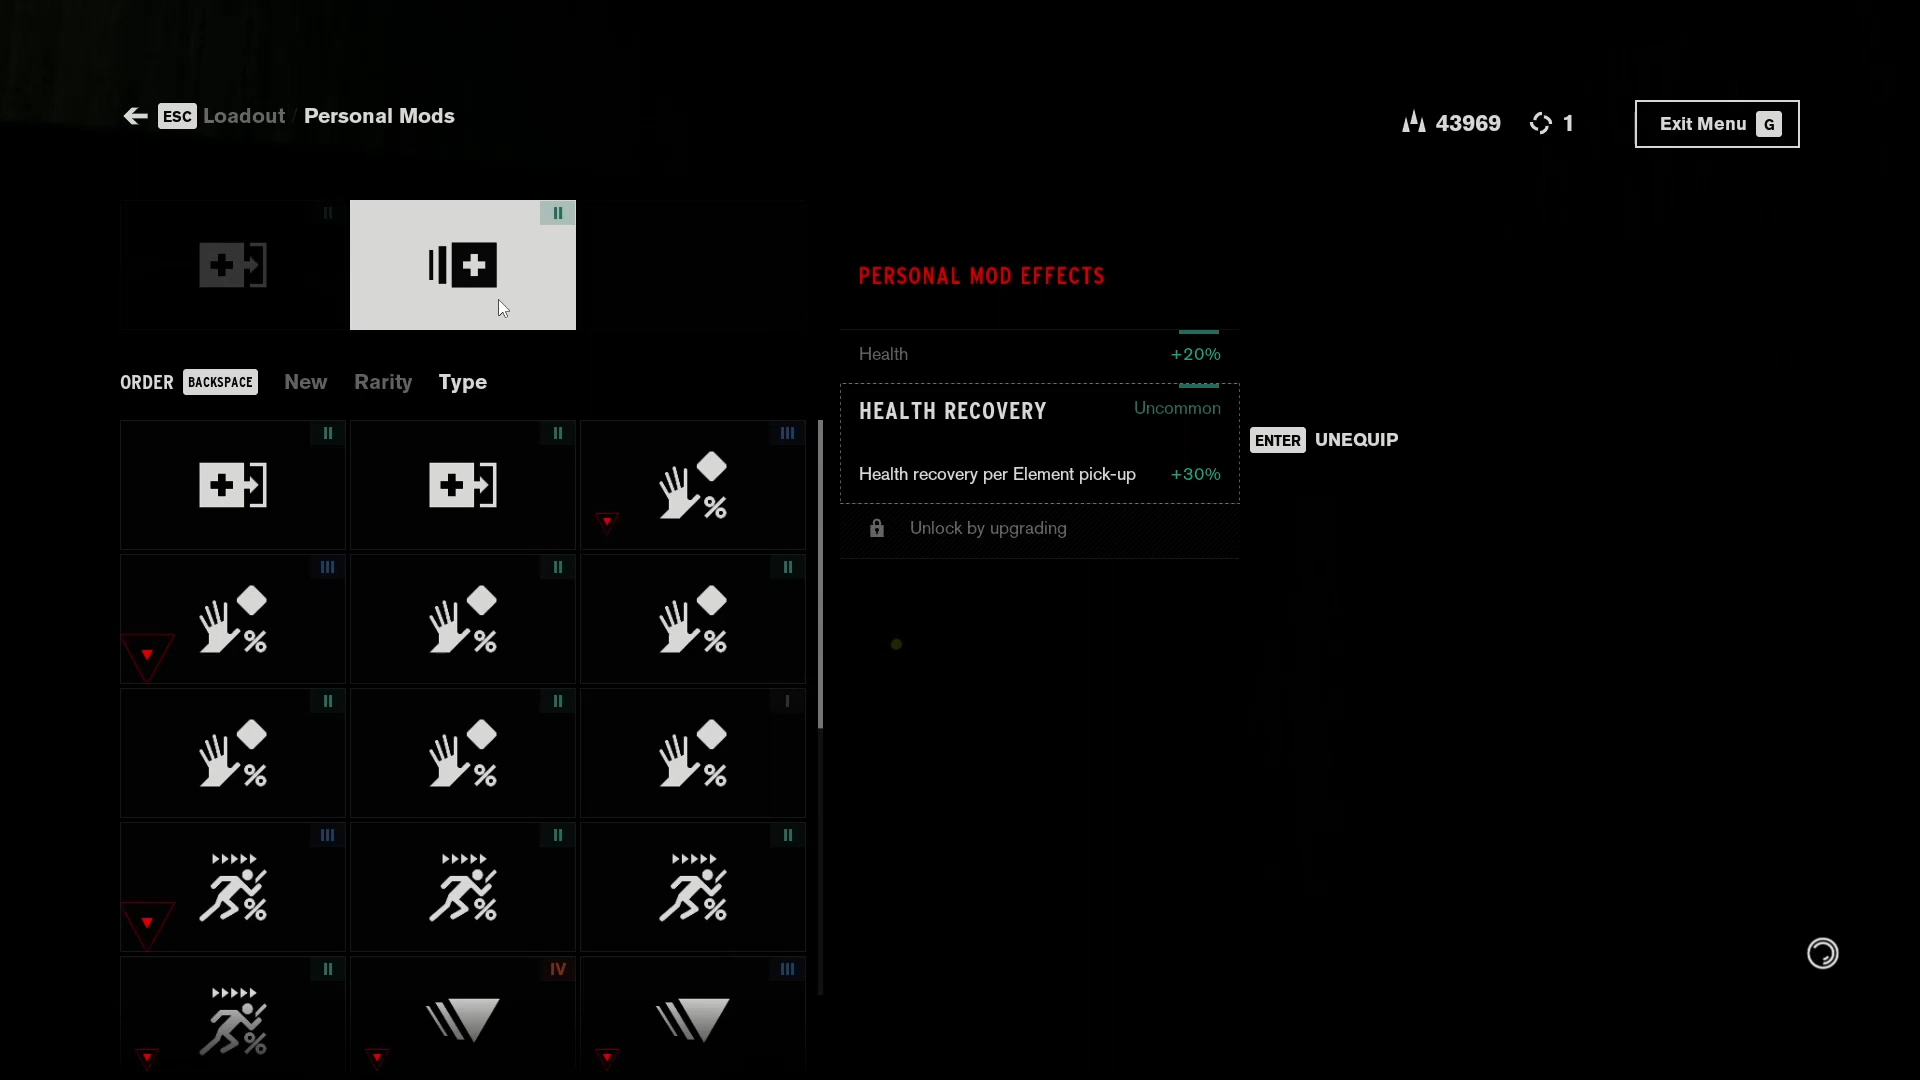 ESC Loadout / Personal Mods
43969 1
Exit Menu G
II
II
PERSONAL MOD EFFECTS
Health +20%
HEALTH RECOVERY Uncommon
Health recovery per Element pick-up +30%
ENTER UNEQUIP
Unlock by upgrading
ORDER BACKSPACE New Rarity Type
II II III
% 
III II II
% % %
II II I
% % %
III II II
% % %
II IV III
%